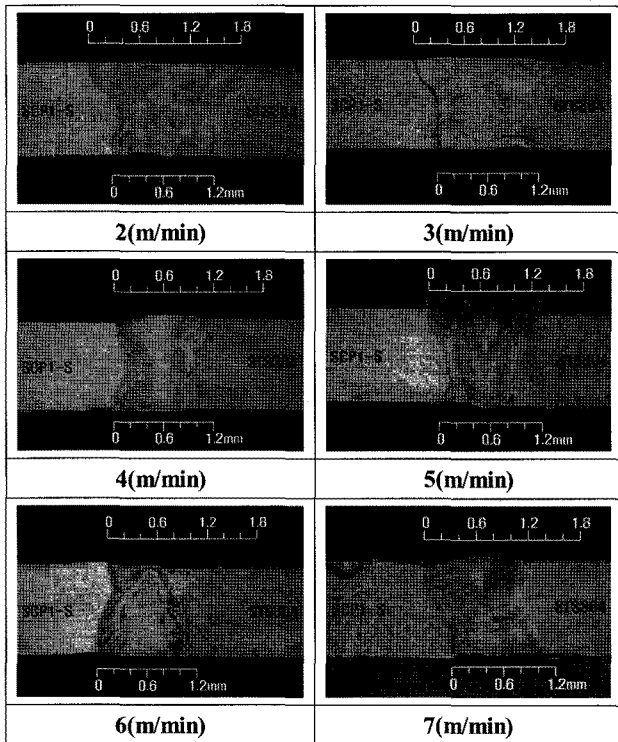 0 0.6 1.2 1.8
SCP1-S STS304
0 0.6 1.2mm
2(m/min)
0 0.6 1.2 1.8
SCP1-S STS304
0 0.6 1.2mm
3(m/min)
0 0.6 1.2 1.8
SCP1-S STS304
0 0.6 1.2mm
4(m/min)
0 0.6 1.2 1.8
SCP1-S STS304
0 0.6 1.2mm
5(m/min)
0 0.6 1.2 1.8
SCP1-S STS304
0 0.6 1.2mm
6(m/min)
0 0.6 1.2 1.8
SCP1-S STS304
0 0.6 1.2mm
7(m/min)